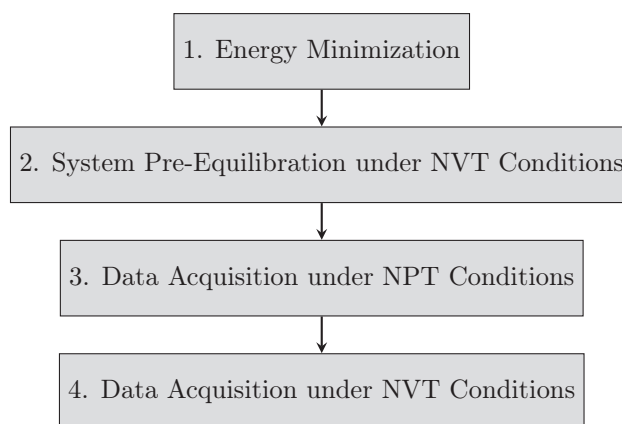 1. Energy Minimization
2. System Pre-Equilibration under NVT Conditions
3. Data Acquisition under NPT Conditions
4. Data Acquisition under NVT Conditions